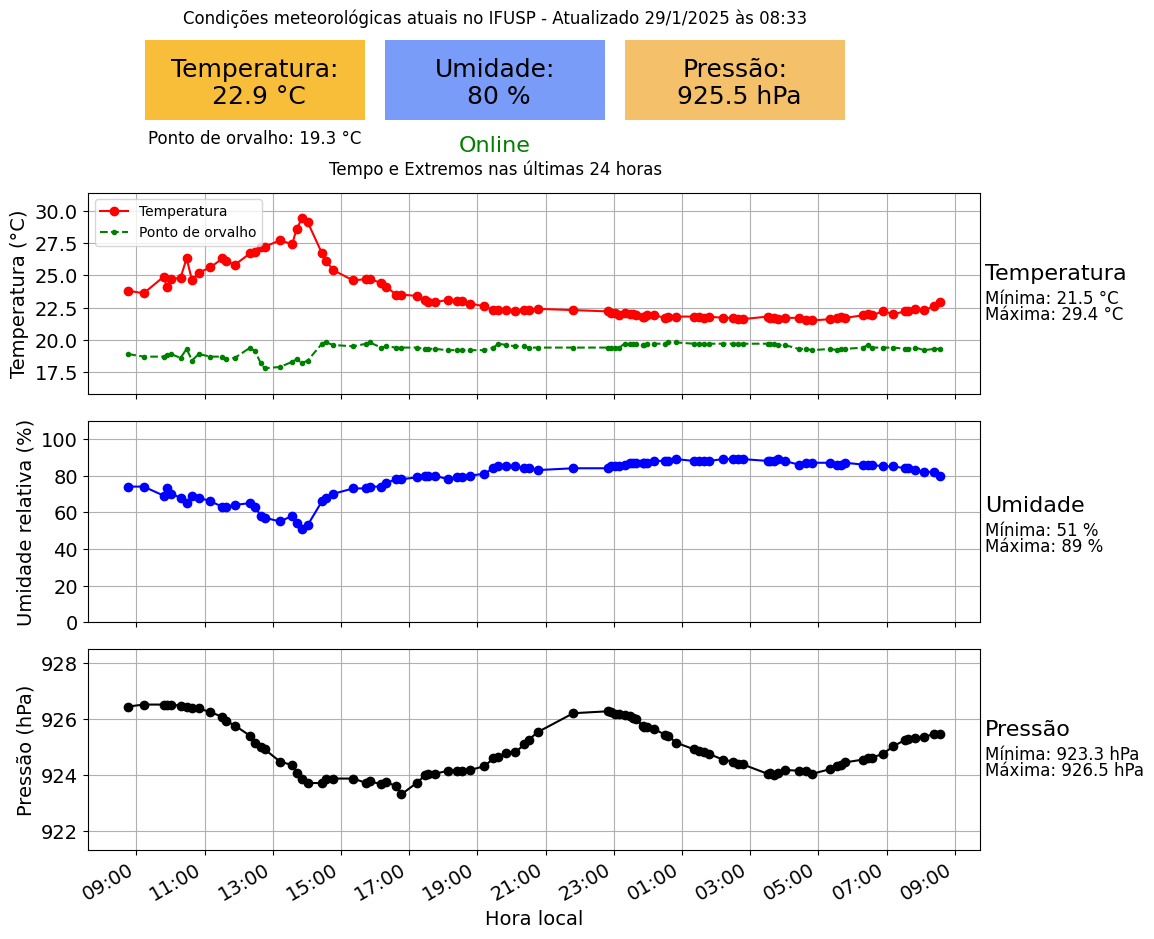 Condições meteorológicas atuais no IFUSP - Atualizado 29/1/2025 às 08:33
Temperatura:
22.9 °C
Umidade:
80 %
Pressão:
925.5 hPa
Ponto de orvalho: 19.3 °C
Online
Tempo e Extremos nas últimas 24 horas
Temperatura (°C)
30.0
27.5
25.0
22.5
20.0
17.5
Temperatura
Ponto de orvalho
Temperatura
Mínima: 21.5 °C
Máxima: 29.4 °C
Umidade relativa (%)
100
80
60
40
20
0
Umidade
Mínima: 51 %
Máxima: 89 %
Pressão (hPa)
928
926
924
922
Pressão
Mínima: 923.3 hPa
Máxima: 926.5 hPa
09:00 11:00 13:00 15:00 17:00 19:00 21:00 23:00 01:00 03:00 05:00 07:00 09:00
Hora local